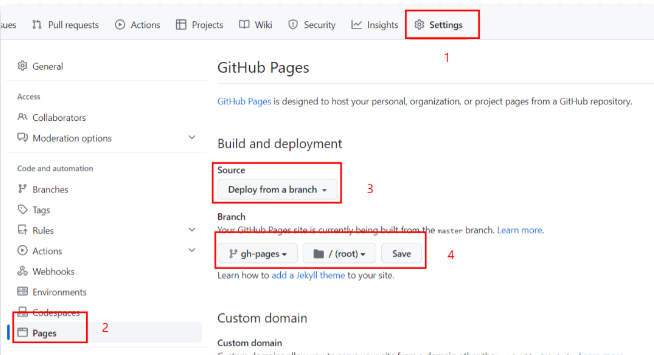 ues Pull requests Actions Projects Wiki Security Insights Settings
1
General
Access
Collaborators
Moderation options
Code and automation
Branches
Tags
Rules
Actions
Webhooks
Environments
Codespaces
Pages
2
GitHub Pages
GitHub Pages is designed to host your personal, organization, or project pages from a GitHub repository.
Build and deployment
Source
Deploy from a branch
3
Branch
Your GitHub Pages site is currently being built from the master branch. Learn more.
gh-pages / (root) Save
4
Learn how to add a Jekyll theme to your site.
Custom domain
Custom domain